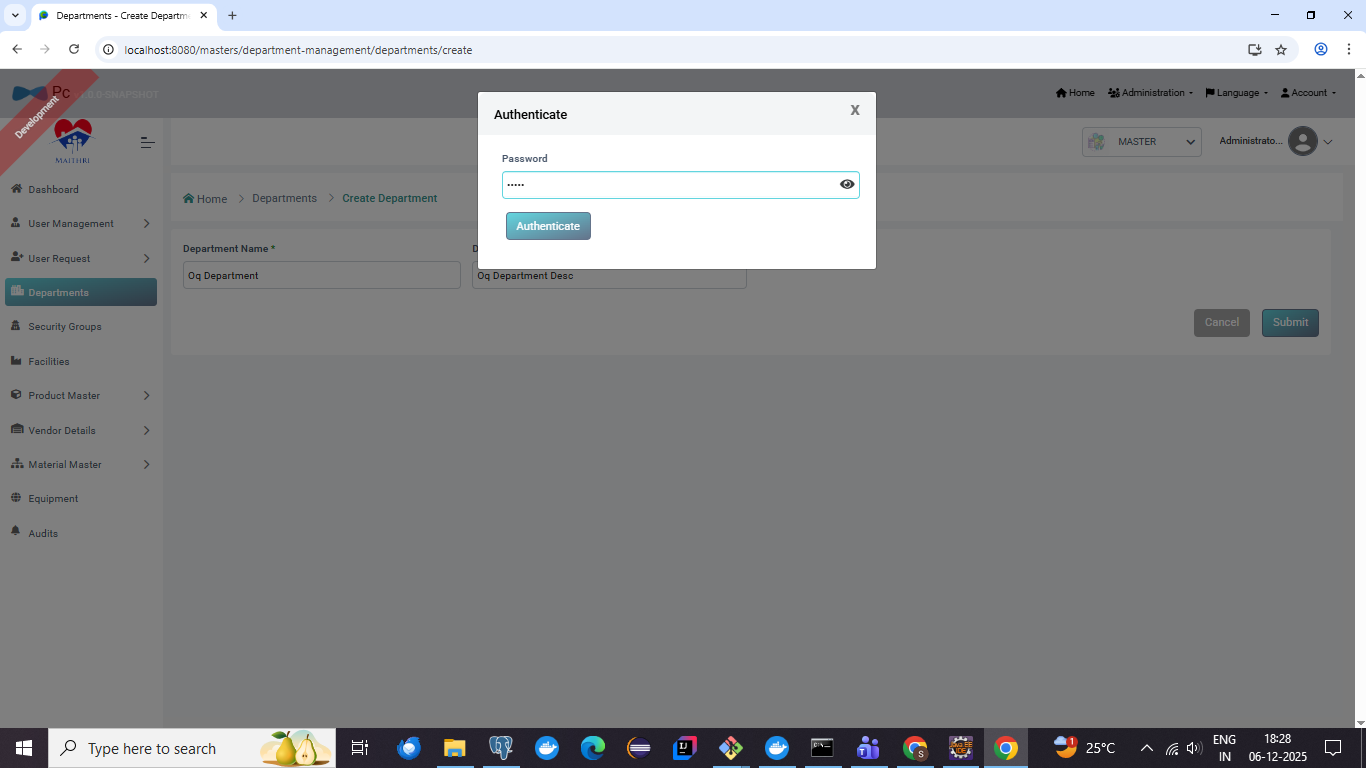 Departments - Create Departm
localhost:8080/masters/department-management/departments/create
Pc
Development
Home
Administration
Language
Account
Authenticate
X
MAITHRI
MASTER
Administrato...
Password
•••••
Authenticate
Dashboard
User Management
User Request
Departments
Security Groups
Facilities
Product Master
Vendor Details
Material Master
Equipment
Audits
Home > Departments > Create Department
Department Name *
D
Oq Department
Oq Department Desc
Cancel
Submit
Type here to search
1
25°C
ENG
IN
18:28
06-12-2025